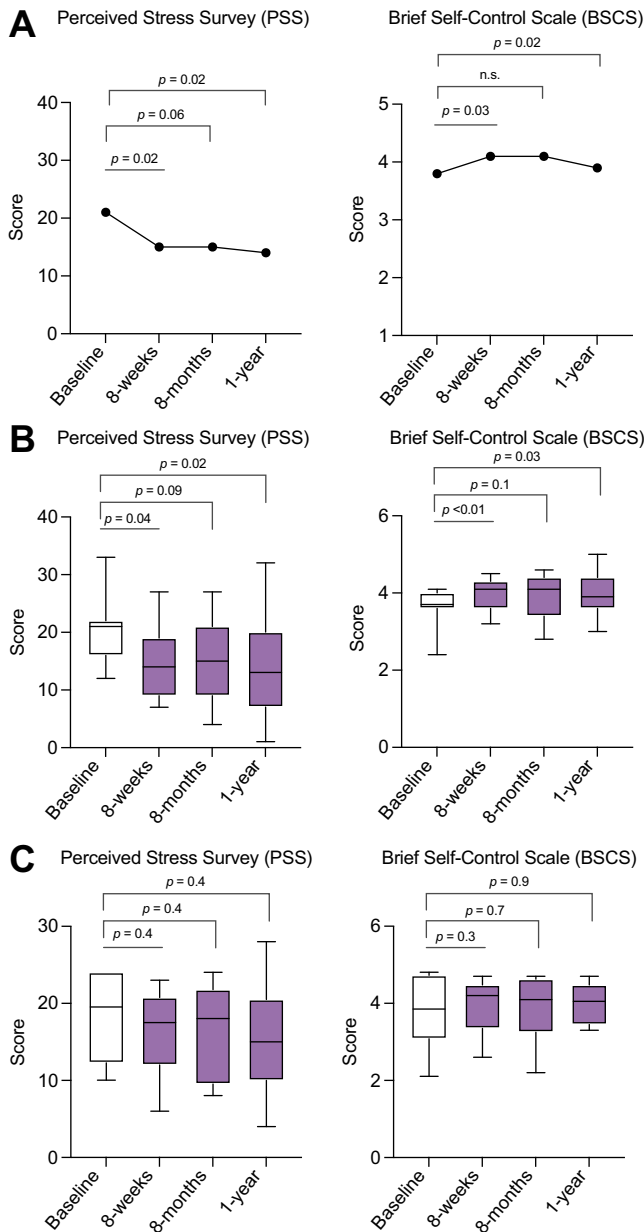 A
Perceived Stress Survey (PSS)
p = 0.02
p = 0.06
p = 0.02
40
30
20
10
0
Score
Baseline
8-weeks
8-months
1-year
Brief Self-Control Scale (BSCS)
p = 0.02
n.s.
p = 0.03
5
4
3
2
1
Score
Baseline
8-weeks
8-months
1-year
B
Perceived Stress Survey (PSS)
p = 0.02
p = 0.09
p = 0.04
40
30
20
10
0
Score
Baseline
8-weeks
8-months
1-year
Brief Self-Control Scale (BSCS)
p = 0.03
p = 0.1
p <0.01
6
4
2
0
Score
Baseline
8-weeks
8-months
1-year
C
Perceived Stress Survey (PSS)
p = 0.4
p = 0.4
p = 0.4
30
20
10
0
Score
Baseline
8-weeks
8-months
1-year
Brief Self-Control Scale (BSCS)
p = 0.9
p = 0.7
p = 0.3
6
4
2
0
Score
Baseline
8-weeks
8-months
1-year